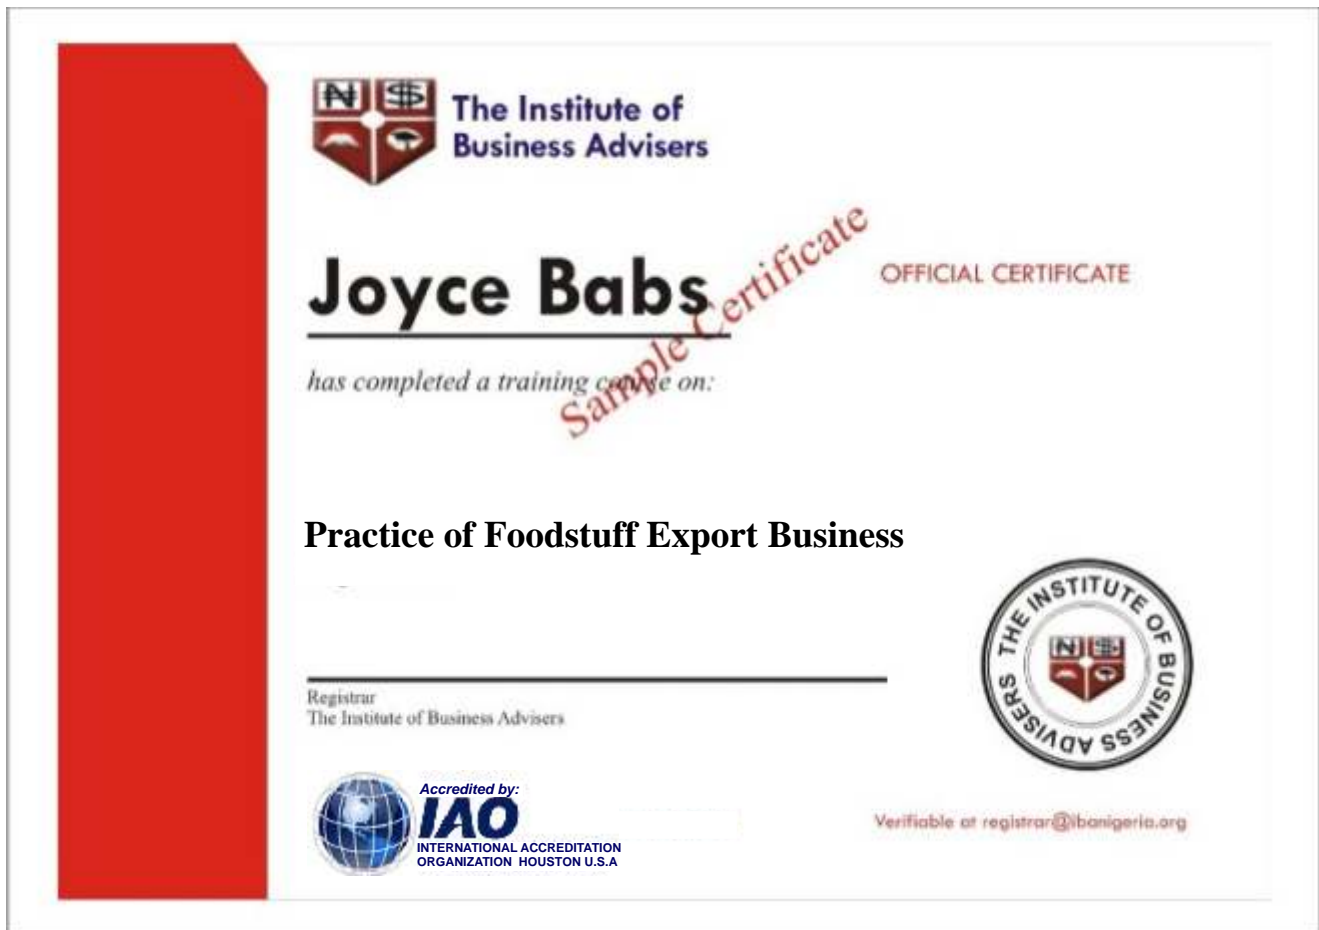 The Institute of
Business Advisers
Joyce Babs
OFFICIAL CERTIFICATE
Sample Certificate
has completed a training course on:
Practice of Foodstuff Export Business
THE INSTITUTE OF BUSINESS ADVISERS
Registrar
The Institute of Business Advisers
Accredited by:
IAO
INTERNATIONAL ACCREDITATION
ORGANIZATION HOUSTON U.S.A
Verifiable at registrar@ibanigeria.org